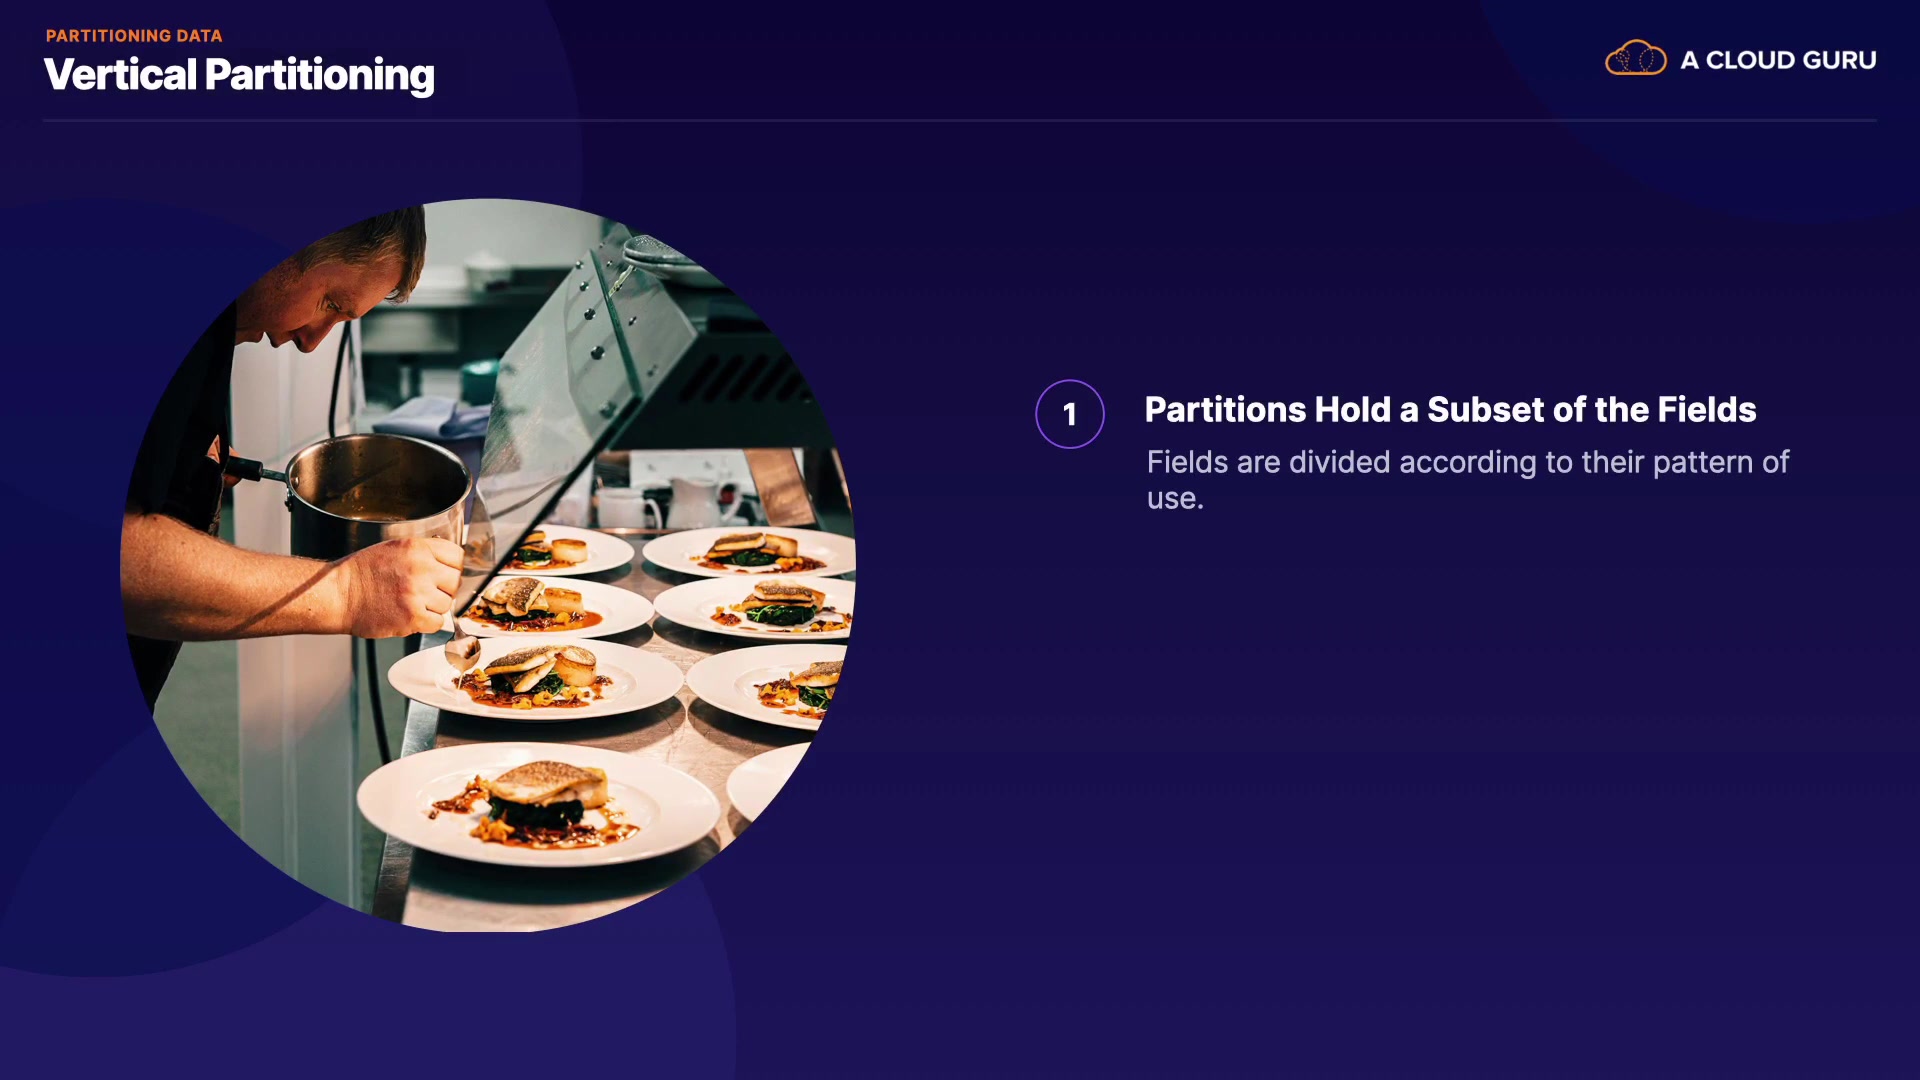 PARTITIONING DATA
Vertical Partitioning
A CLOUD GURU
1
Partitions Hold a Subset of the Fields
Fields are divided according to their pattern of
use.